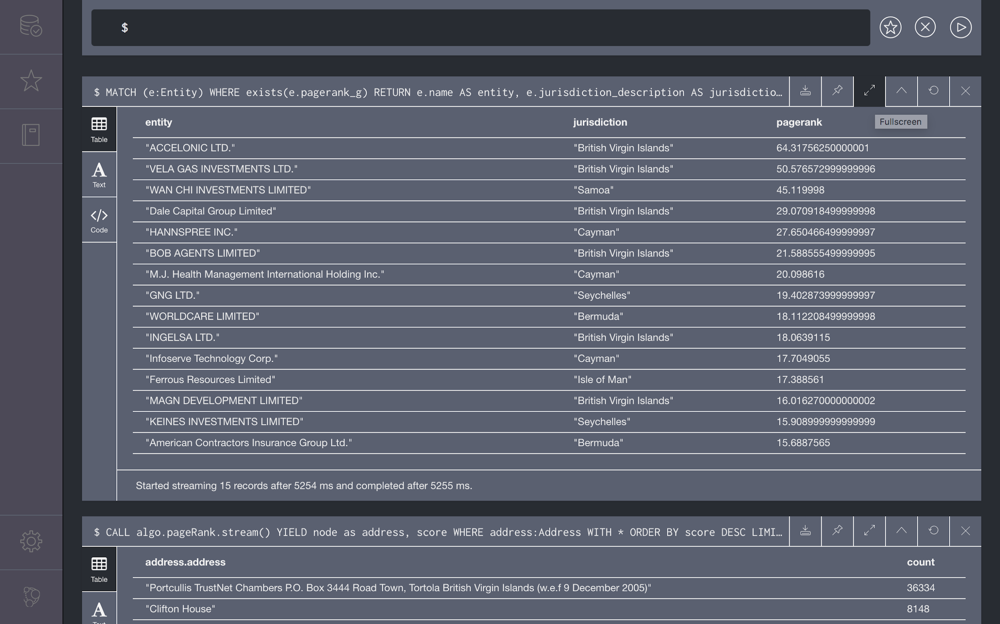 $
$ MATCH (e:Entity) WHERE exists(e.pagerank_g) RETURN e.name AS entity, e.jurisdiction_description AS jurisdictio…
Table
Text
Code
entity jurisdiction pagerank Fullscreen
"ACCELONIC LTD." "British Virgin Islands" 64.31756250000001
"VELA GAS INVESTMENTS LTD." "British Virgin Islands" 50.576572999999996
"WAN CHI INVESTMENTS LIMITED" "Samoa" 45.119998
"Dale Capital Group Limited" "British Virgin Islands" 29.070918499999998
"HANNSPREE INC." "Cayman" 27.650466499999997
"BOB AGENTS LIMITED" "British Virgin Islands" 21.588555499999995
"M.J. Health Management International Holding Inc." "Cayman" 20.098616
"GNG LTD." "Seychelles" 19.402873999999997
"WORLDCARE LIMITED" "Bermuda" 18.112208499999998
"INGELSA LTD." "British Virgin Islands" 18.0639115
"Infoserve Technology Corp." "Cayman" 17.7049055
"Ferrous Resources Limited" "Isle of Man" 17.388561
"MAGN DEVELOPMENT LIMITED" "British Virgin Islands" 16.016270000000002
"KEINES INVESTMENTS LIMITED" "Seychelles" 15.908999999999999
"American Contractors Insurance Group Ltd." "Bermuda" 15.6887565
Started streaming 15 records after 5254 ms and completed after 5255 ms.
$ CALL algo.pageRank.stream() YIELD node as address, score WHERE address:Address WITH * ORDER BY score DESC LIMI…
Table
Text
address.address count
"Portcullis TrustNet Chambers P.O. Box 3444 Road Town, Tortola British Virgin Islands (w.e.f 9 December 2005)" 36334
"Clifton House" 8148